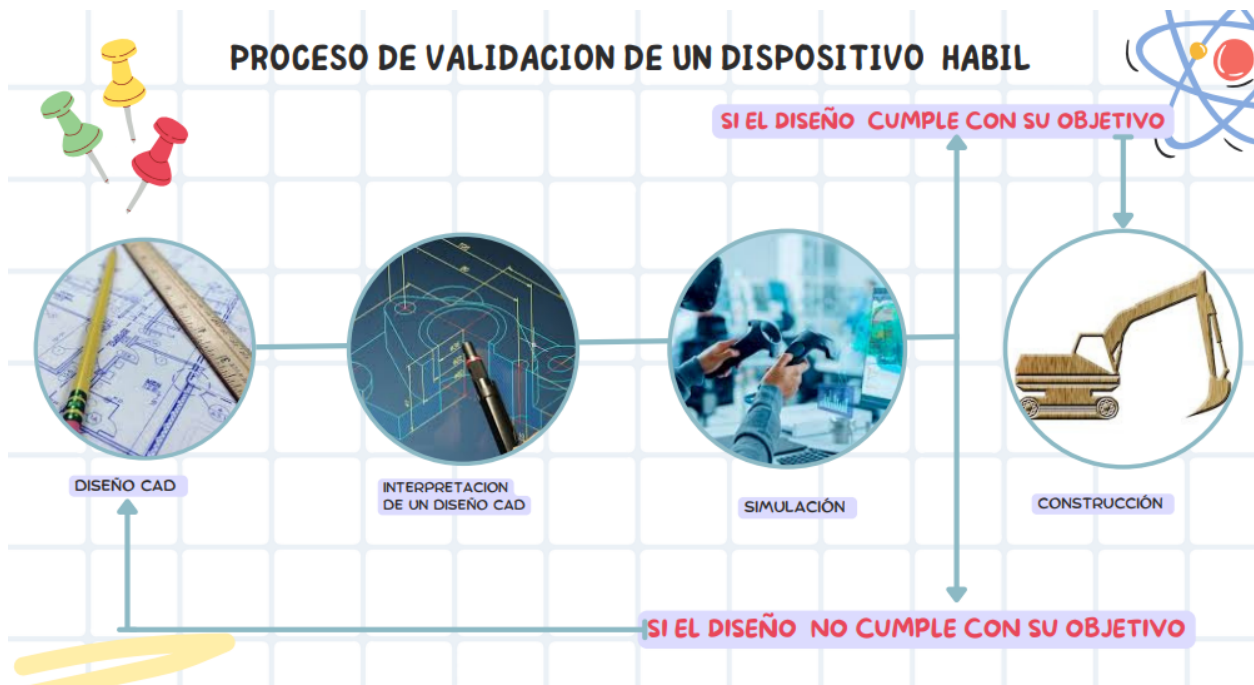 PROCESO DE VALIDACION DE UN DISPOSITIVO HABIL
SI EL DISEÑO CUMPLE CON SU OBJETIVO
DISEÑO CAD
INTERPRETACION
DE UN DISEÑO CAD
SIMULACIÓN
CONSTRUCCIÓN
SI EL DISEÑO NO CUMPLE CON SU OBJETIVO